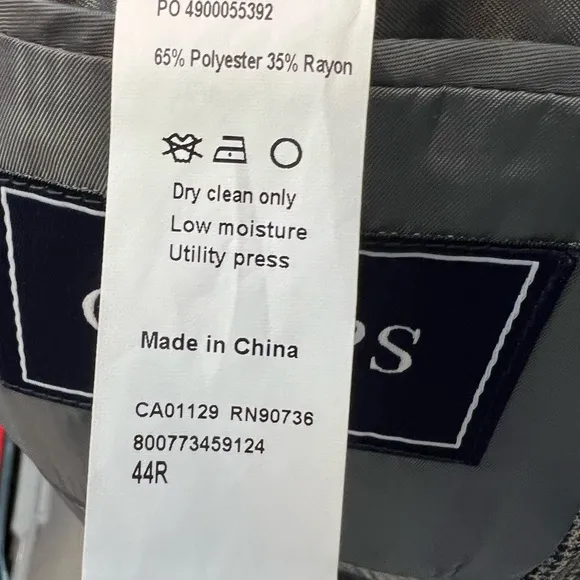 PO 4900055392
65% Polyester 35% Rayon
Dry clean only
Low moisture
Utility press
Made in China
CA01129 RN90736
800773459124
44R